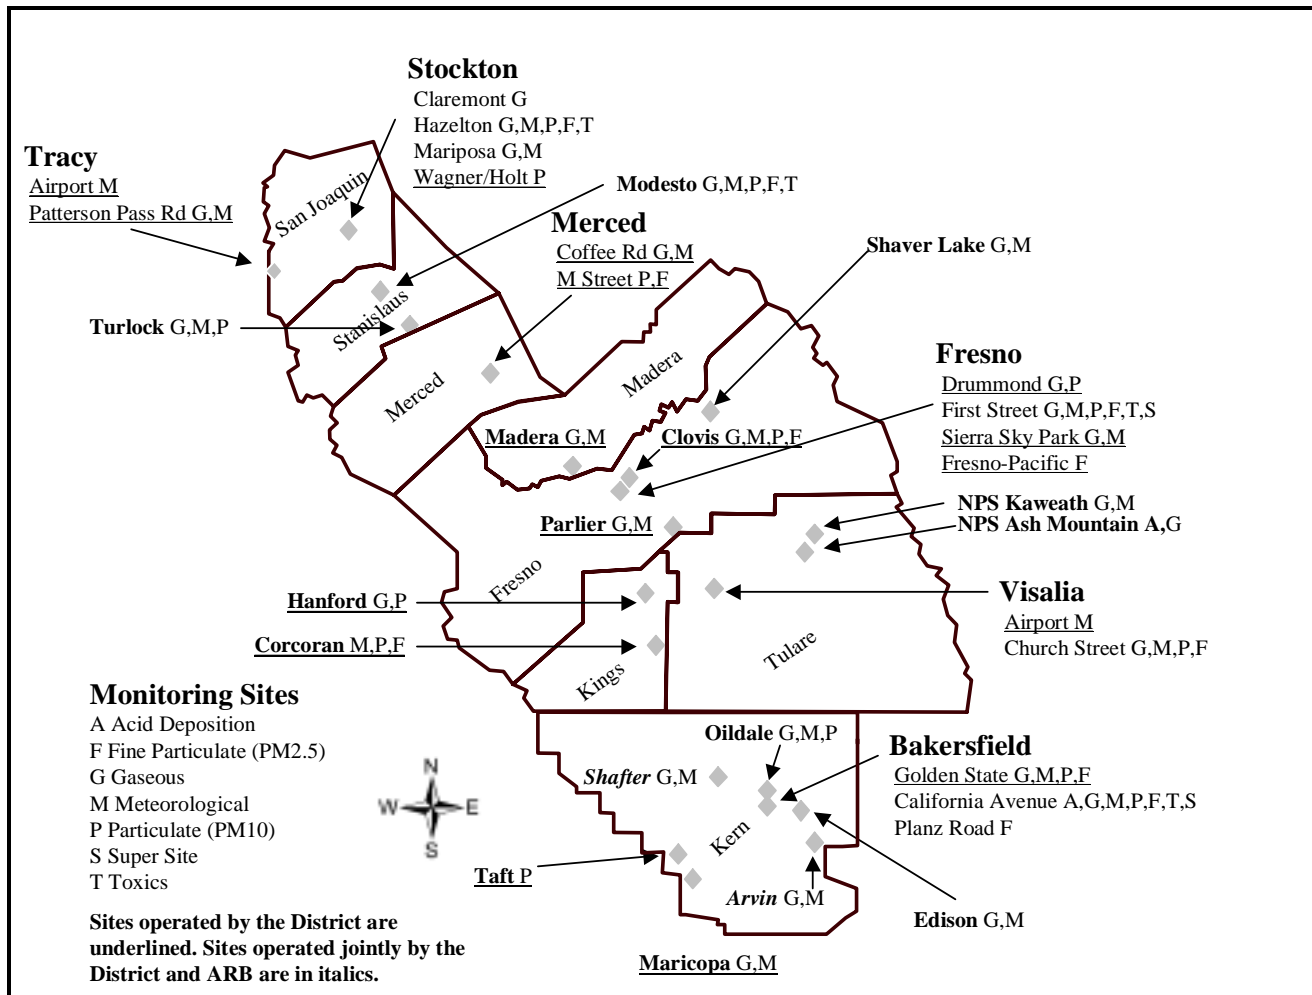 Stockton
Claremont G
Hazelton G,M,P,F,T
Mariposa G,M
Wagner/Holt P
Tracy
Airport M
Patterson Pass Rd G,M
San Joaquin
Modesto G,M,P,F,T
Merced
Coffee Rd G,M
M Street P,F
Shaver Lake G,M
Turlock G,M,P
Stanislaus
Merced
Madera
Fresno
Drummond G,P
First Street G,M,P,F,T,S
Sierra Sky Park G,M
Fresno-Pacific F
Madera G,M
Clovis G,M,P,F
NPS Kaweath G,M
NPS Ash Mountain A,G
Parlier G,M
Fresno
Hanford G,P
Visalia
Airport M
Church Street G,M,P,F
Corcoran M,P,F
Kings
Tulare
Monitoring Sites
A Acid Deposition
F Fine Particulate (PM2.5)
G Gaseous
M Meteorological
P Particulate (PM10)
S Super Site
T Toxics
N
W E
S
Oildale G,M,P
Shafter G,M
Bakersfield
Golden State G,M,P,F
California Avenue A,G,M,P,F,T,S
Planz Road F
Kern
Taft P
Arvin G,M
Edison G,M
Maricopa G,M
Sites operated by the District are
underlined. Sites operated jointly by the
District and ARB are in italics.